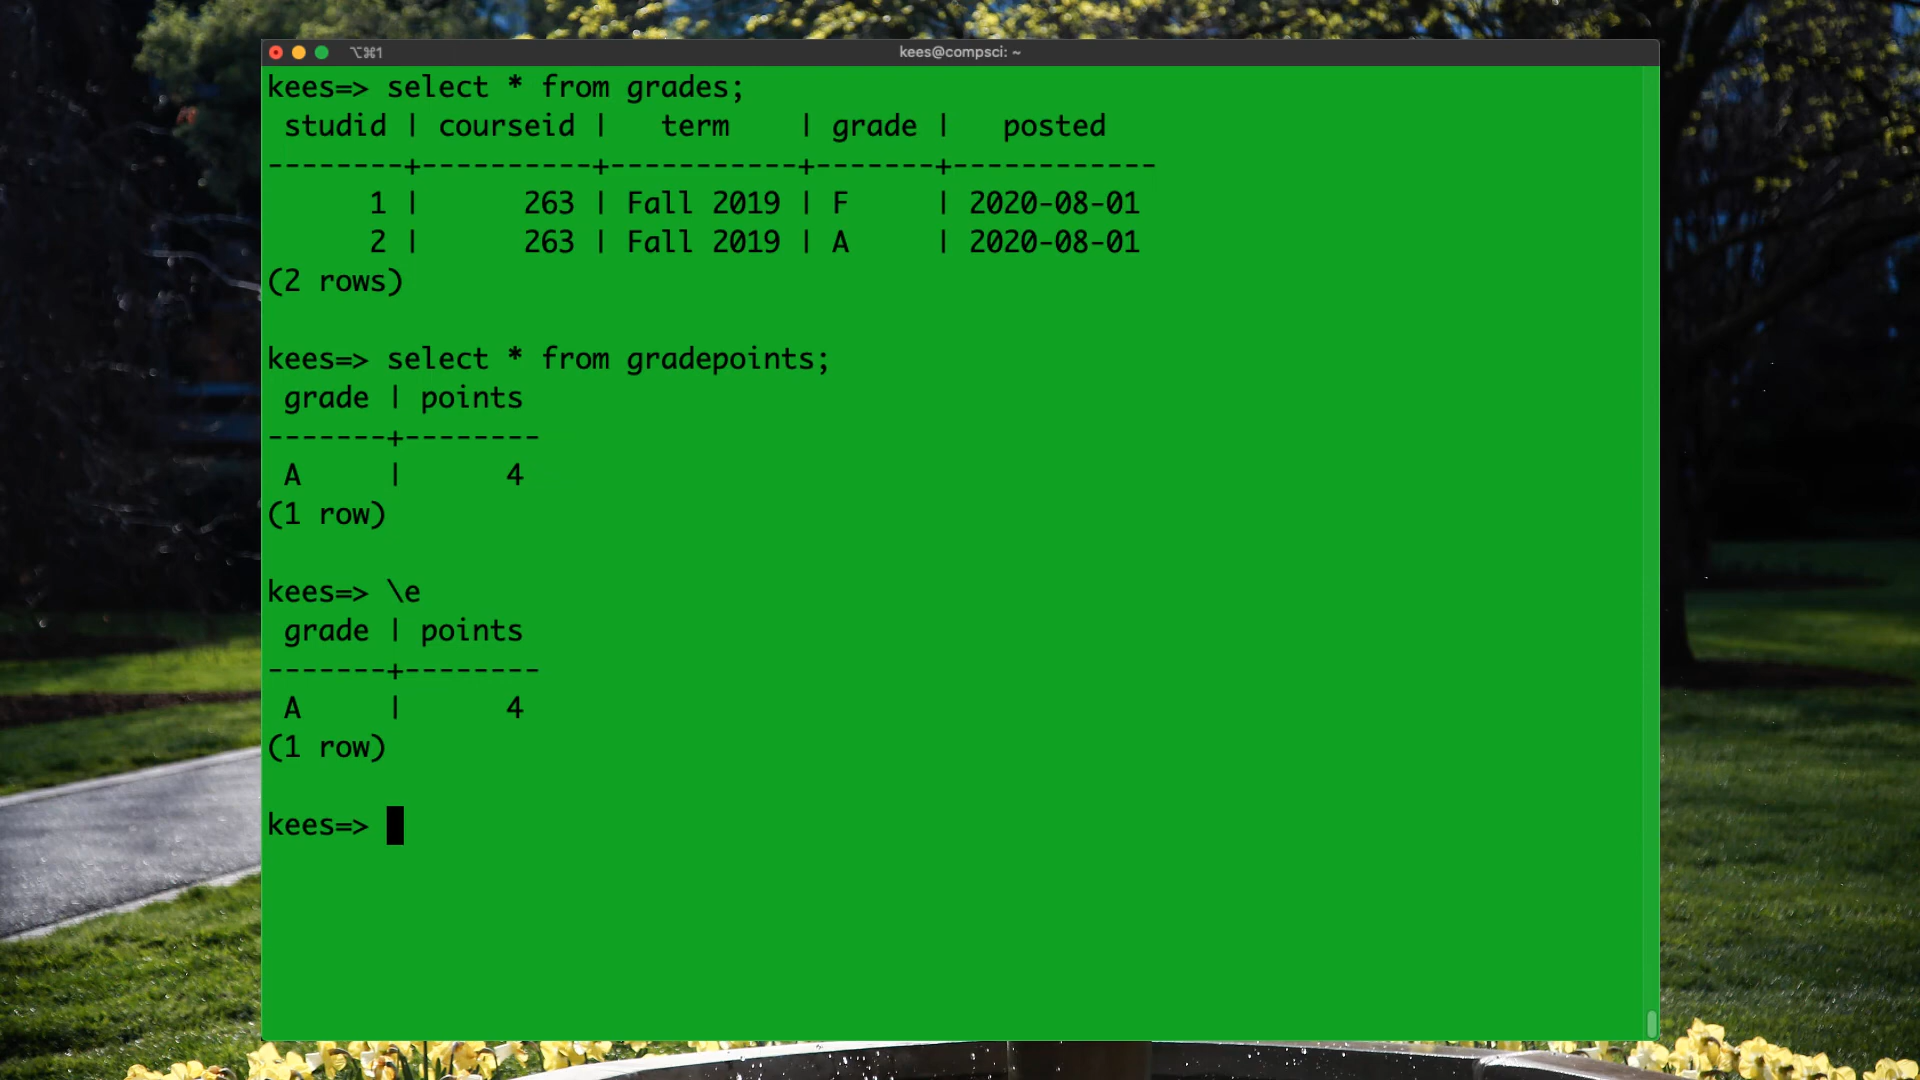 ⌥⌘1
kees@compsci: ~
kees=> select * from grades;
 studid | courseid |   term    | grade |   posted
--------+----------+-----------+-------+------------
      1 |      263 | Fall 2019 | F     | 2020-08-01
      2 |      263 | Fall 2019 | A     | 2020-08-01
(2 rows)
kees=> select * from gradepoints;
 grade | points
-------+--------
 A     |      4
(1 row)
kees=> \e
 grade | points
-------+--------
 A     |      4
(1 row)
kees=>